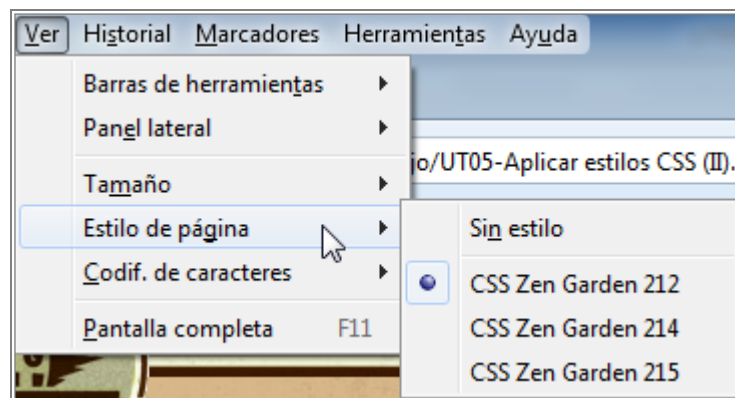 Ver Historial Marcadores Herramientas Ayuda
Barras de herramientas
Panel lateral
jo/UT05-Aplicar estilos CSS (II).
Tamaño
Estilo de página
Sin estilo
Codif. de caracteres
CSS Zen Garden 212
Pantalla completa F11
CSS Zen Garden 214
CSS Zen Garden 215